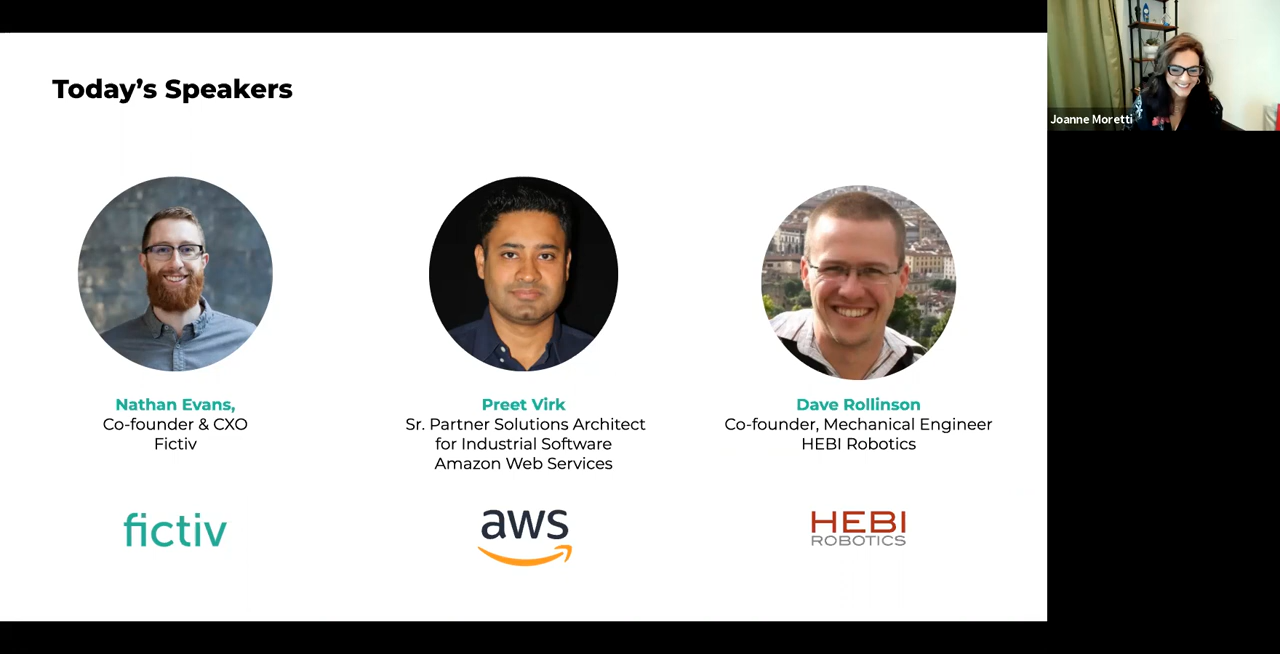 Today's Speakers
Joanne Moretti
Nathan Evans,
Co-founder & CXO
Fictiv
Preet Virk
Sr. Partner Solutions Architect
for Industrial Software
Amazon Web Services
Dave Rollinson
Co-founder, Mechanical Engineer
HEBI Robotics
fictiv
aws
HEBI
ROBOTICS